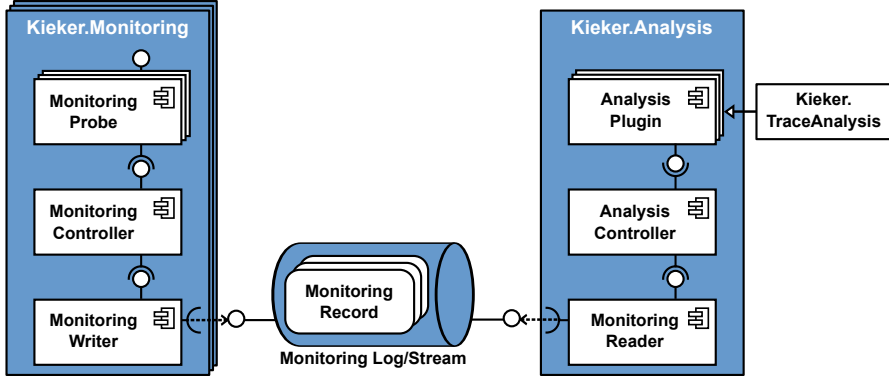 Kieker.Monitoring
Monitoring
Probe
Monitoring
Controller
Monitoring
Writer
Monitoring
Record
Monitoring Log/Stream
Kieker.Analysis
Analysis
Plugin
Analysis
Controller
Monitoring
Reader
Kieker.
TraceAnalysis